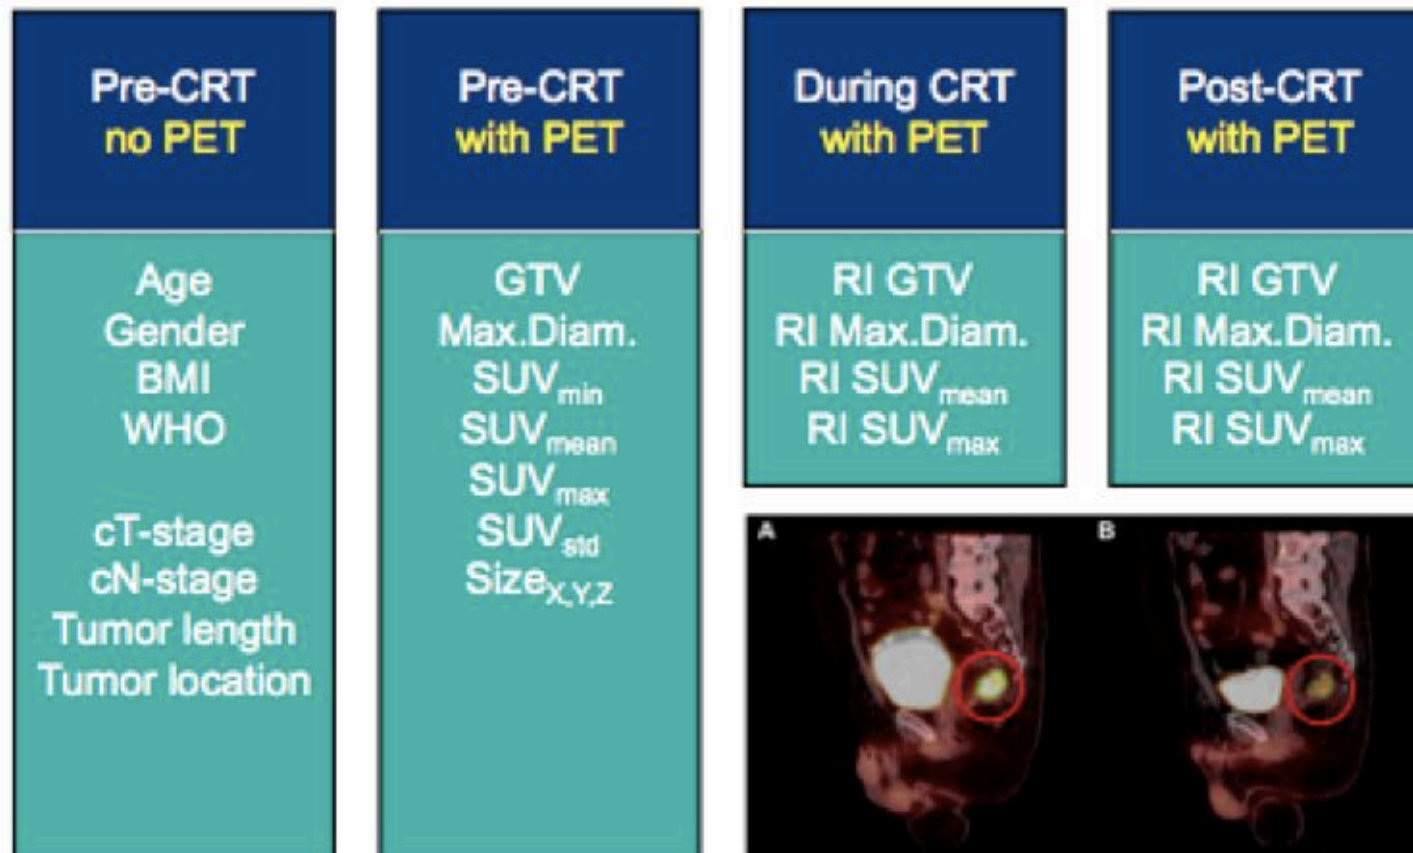 Pre-CRT
no PET
Age
Gender
BMI
WHO
cT-stage
cN-stage
Tumor length
Tumor location
Pre-CRT
with PET
GTV
Max.Diam.
SUVmin
SUVmean
SUVmax
SUVstd
SizeX,Y,Z
During CRT
with PET
RI GTV
RI Max.Diam.
RI SUVmean
RI SUVmax
Post-CRT
with PET
RI GTV
RI Max.Diam.
RI SUVmean
RI SUVmax
A
B